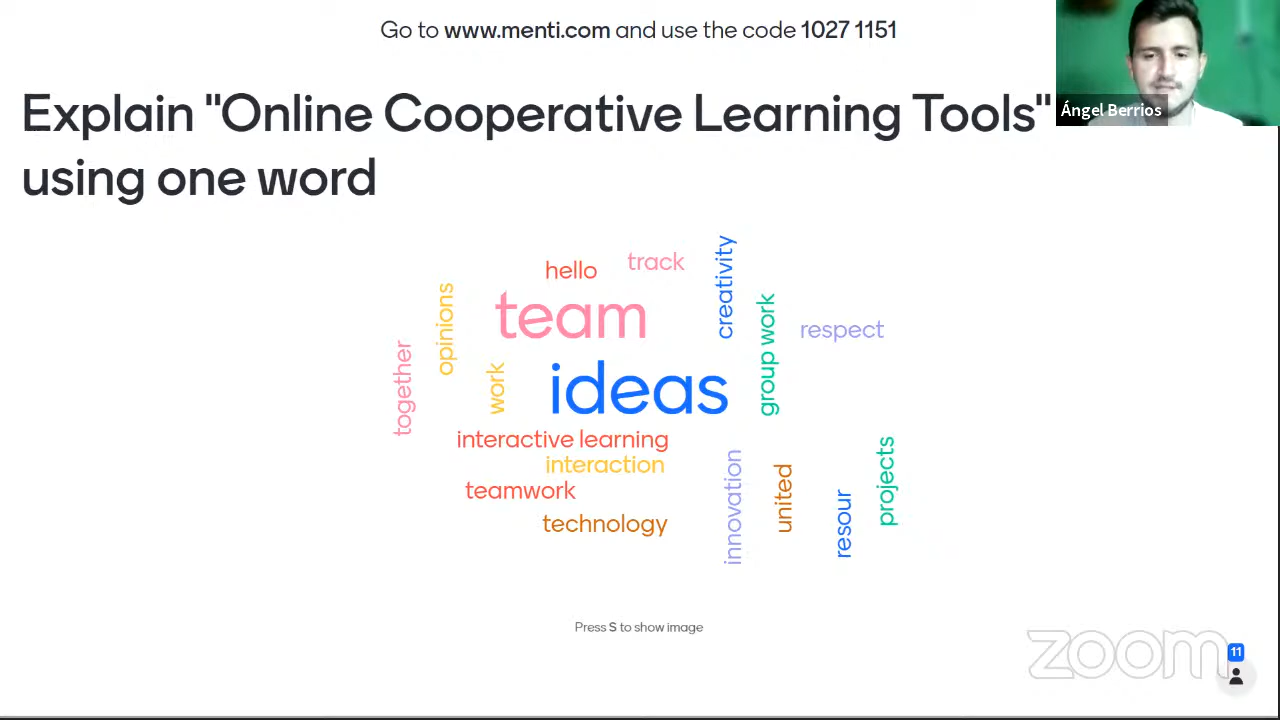 Go to www.menti.com and use the code 1027 1151
Ángel Berrios
Explain "Online Cooperative Learning Tools"
using one word
hello
track
creativity
opinions
team
group work
respect
together
work
ideas
interactive learning
interaction
teamwork
technology
innovation
united
resour
projects
Press S to show image
zoom
11